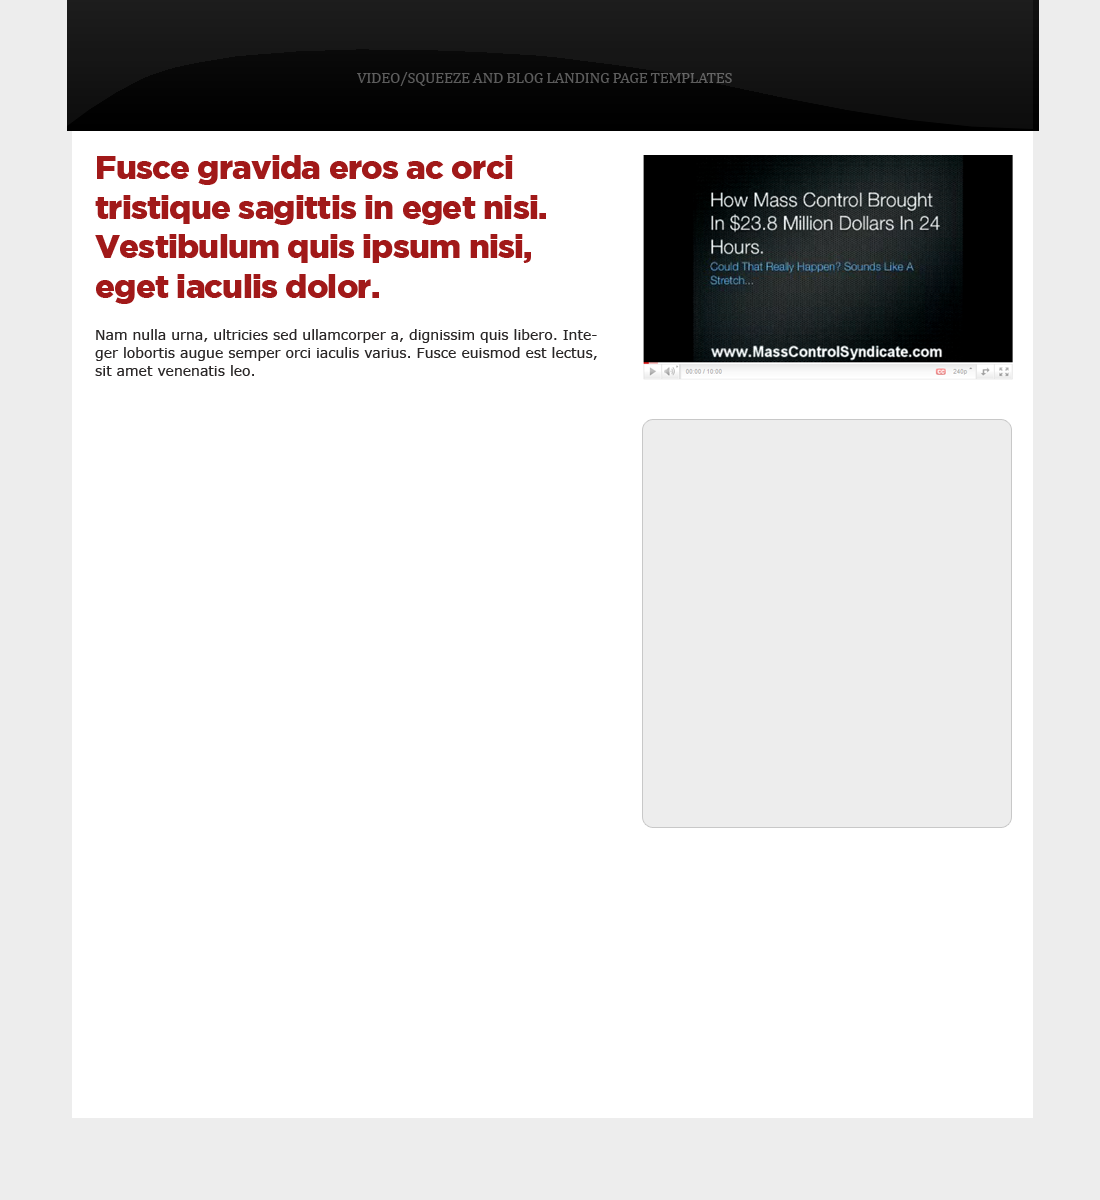 VIDEO/SQUEEZE AND BLOG LANDING PAGE TEMPLATES
Fusce gravida eros ac orci
tristique sagittis in eget nisi.
Vestibulum quis ipsum nisi,
eget iaculis dolor.
Nam nulla urna, ultricies sed ullamcorper a, dignissim quis libero. Inte-
ger lobortis augue semper orci iaculis varius. Fusce euismod est lectus,
sit amet venenatis leo.
How Mass Control Brought
In $23.8 Million Dollars In 24
Hours.
Could That Really Happen? Sounds Like A
Stretch...
www.MassControlSyndicate.com
00:00 / 10:00 CC 240p